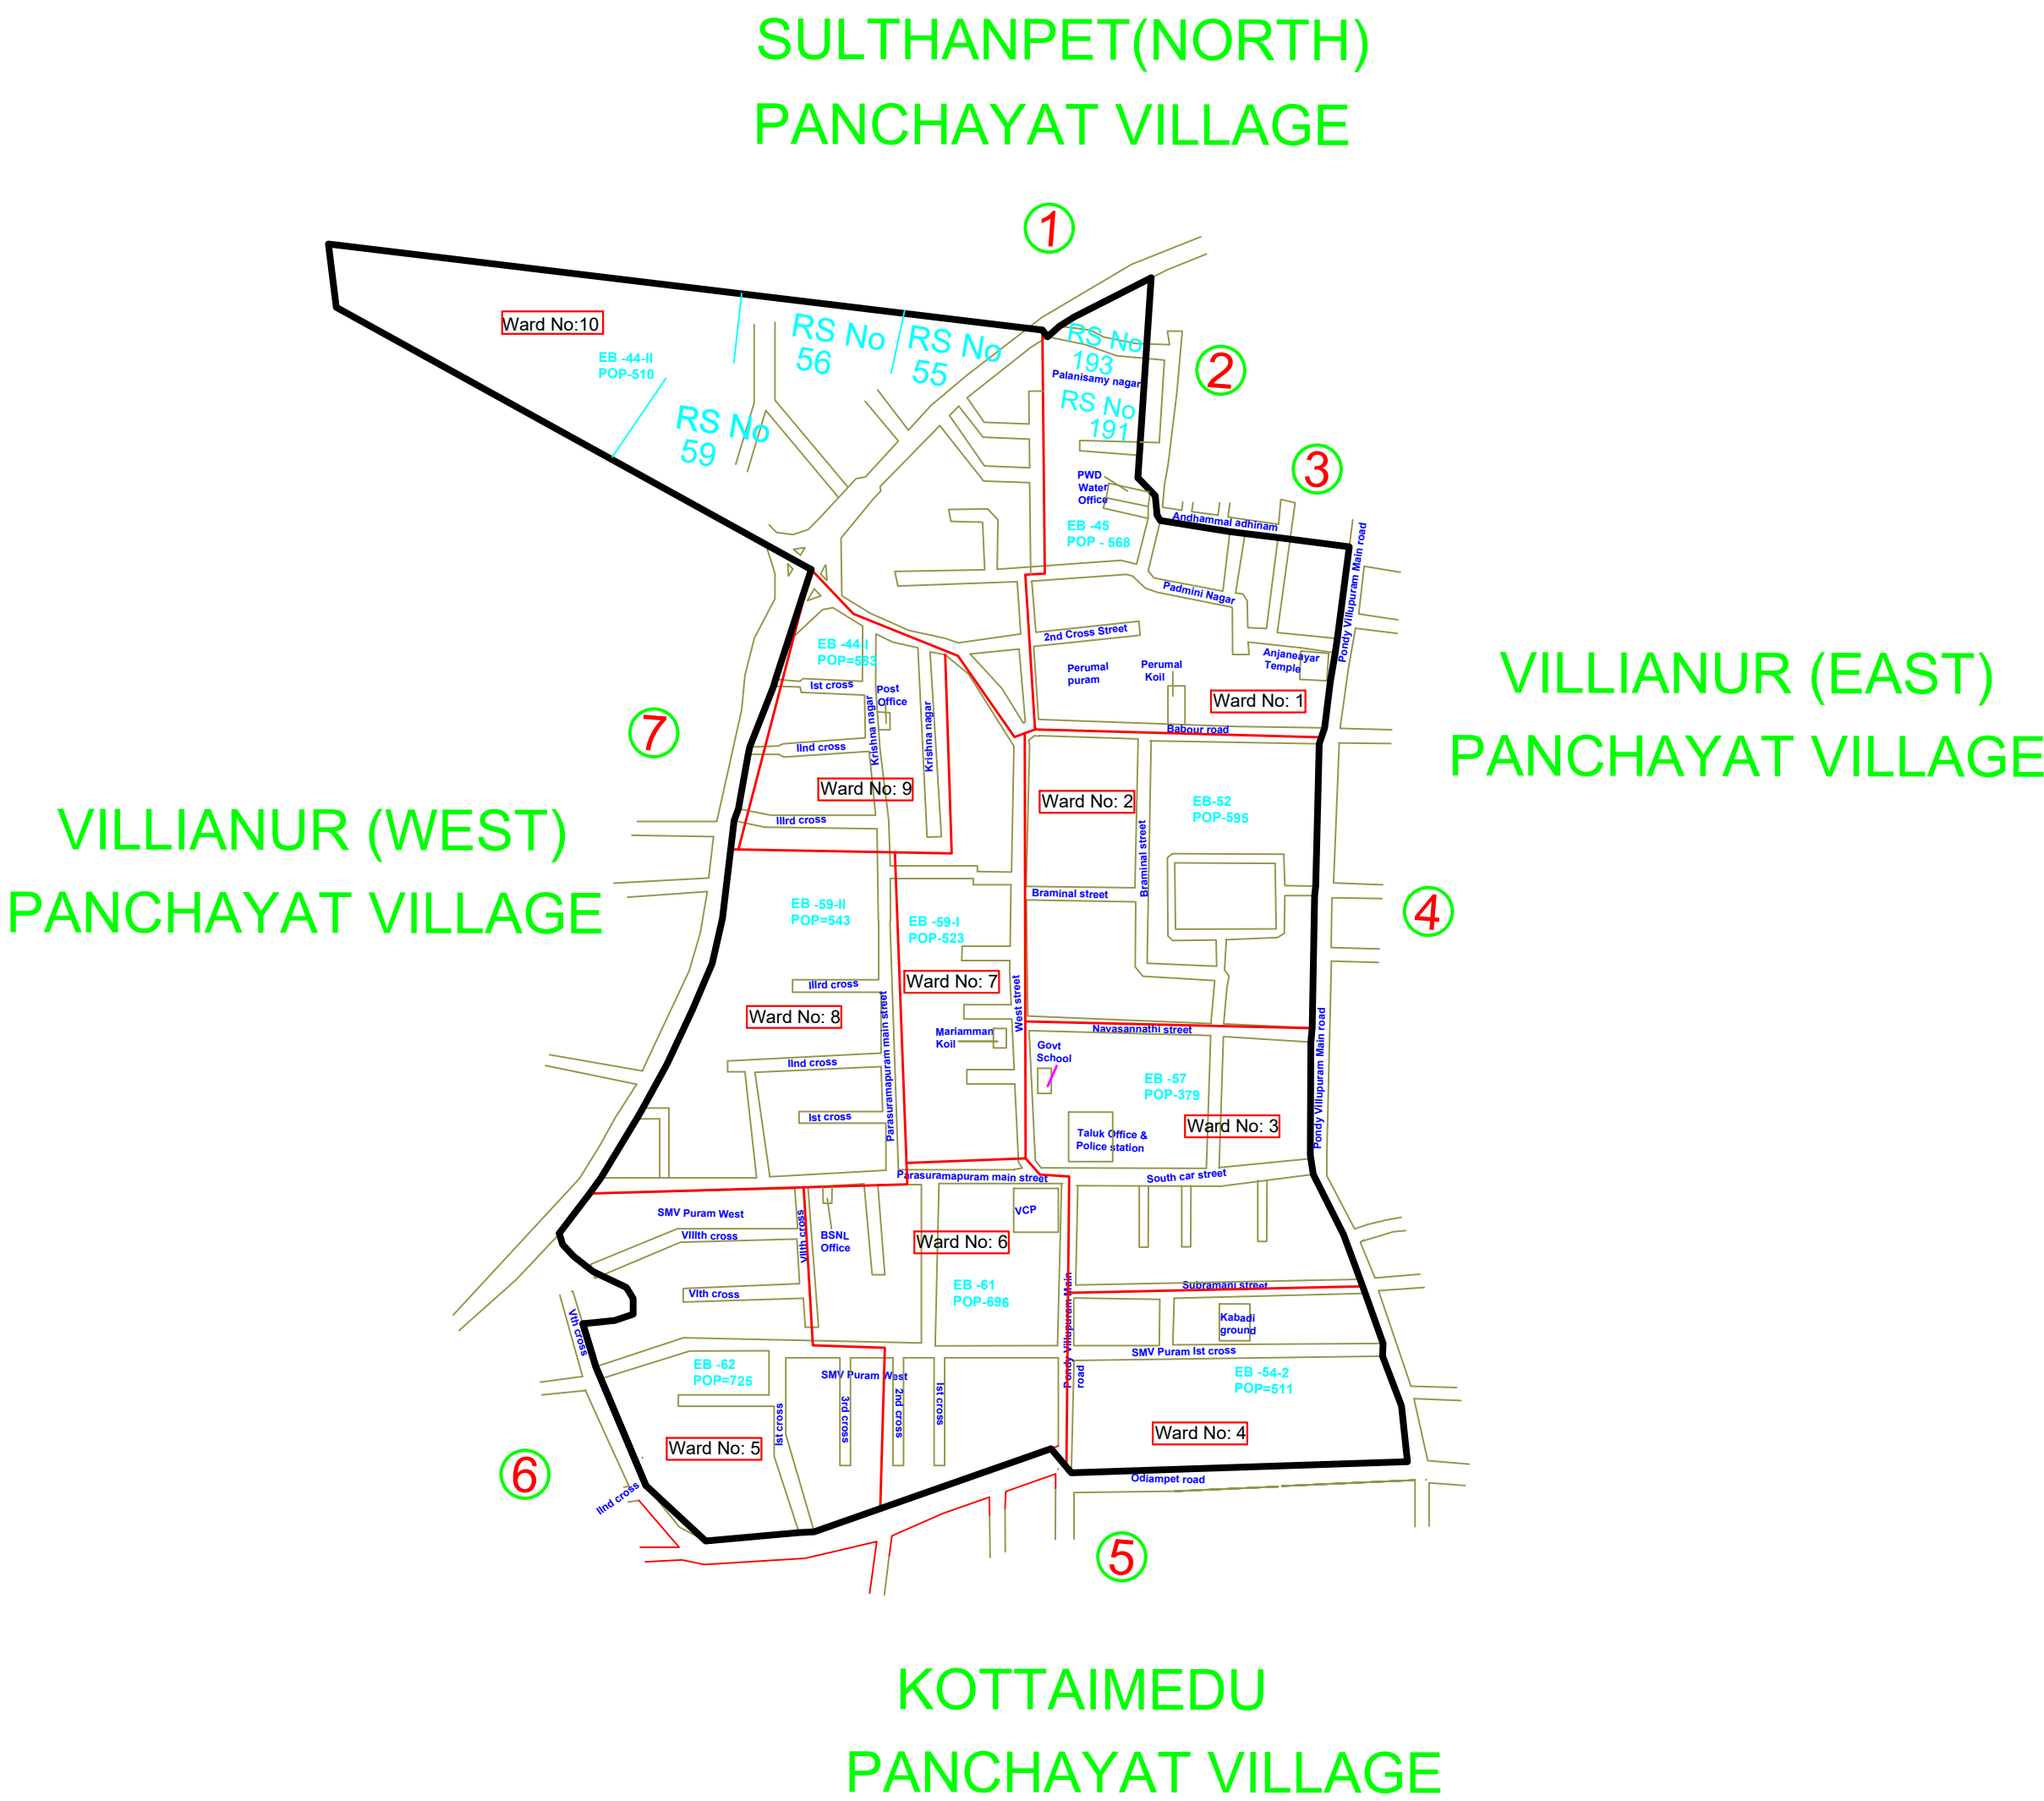 SULTHANPET(NORTH)
PANCHAYAT VILLAGE
1
Ward No:10
EB -44-II
POP-510
RS No
56
RS No
55
RS No
193
Palanisamy nagar
RS No
191
2
RS No
59
3
PWD
Water
Office
EB -45
POP - 568
Andhammal adhinam
Pondy Villupuram Main road
Padmini Nagar
2nd Cross Street
Perumal
puram
Perumal
Koil
Anjaneayar
Temple
Ward No: 1
Babour road
VILLIANUR (EAST)
PANCHAYAT VILLAGE
EB -44-I
POP=583
Ist cross
Post
Office
Krishna nagar
Krishna nagar
IInd cross
Ward No: 9
IIIrd cross
7
VILLIANUR (WEST)
PANCHAYAT VILLAGE
Ward No: 2
EB-52
POP-595
Braminal street
Braminal street
4
EB -59-II
POP=543
EB -59-I
POP-523
Ward No: 7
IIIrd cross
Ward No: 8
West street
Parasuramapuram main street
Mariamman
Koil
Navasannathi street
Govt
School
IInd cross
EB -57
POP-379
Pondy Villupuram Main road
Ist cross
Ward No: 3
Taluk Office &
Police station
Parasuramapuram main street
South car street
SMV Puram West
VIIIth cross
VIIth cross
BSNL
Office
VCP
Ward No: 6
EB -61
POP-696
VIth cross
Pondy Villupuram Main
road
Subramani street
Kabadi
ground
Vth cross
SMV Puram Ist cross
EB -62
POP=725
SMV Puram West
EB -54-2
POP=511
Ist cross
3rd cross
2nd cross
Ist cross
Ward No: 5
Ward No: 4
6
IInd cross
Odiampet road
5
KOTTAIMEDU
PANCHAYAT VILLAGE